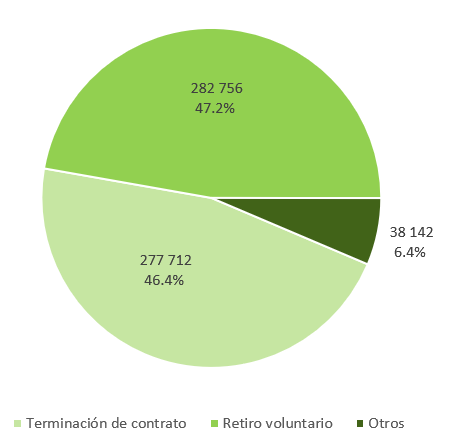 282 756
47.2%
38 142
6.4%
277 712
46.4%
Terminación de contrato
Retiro voluntario
Otros